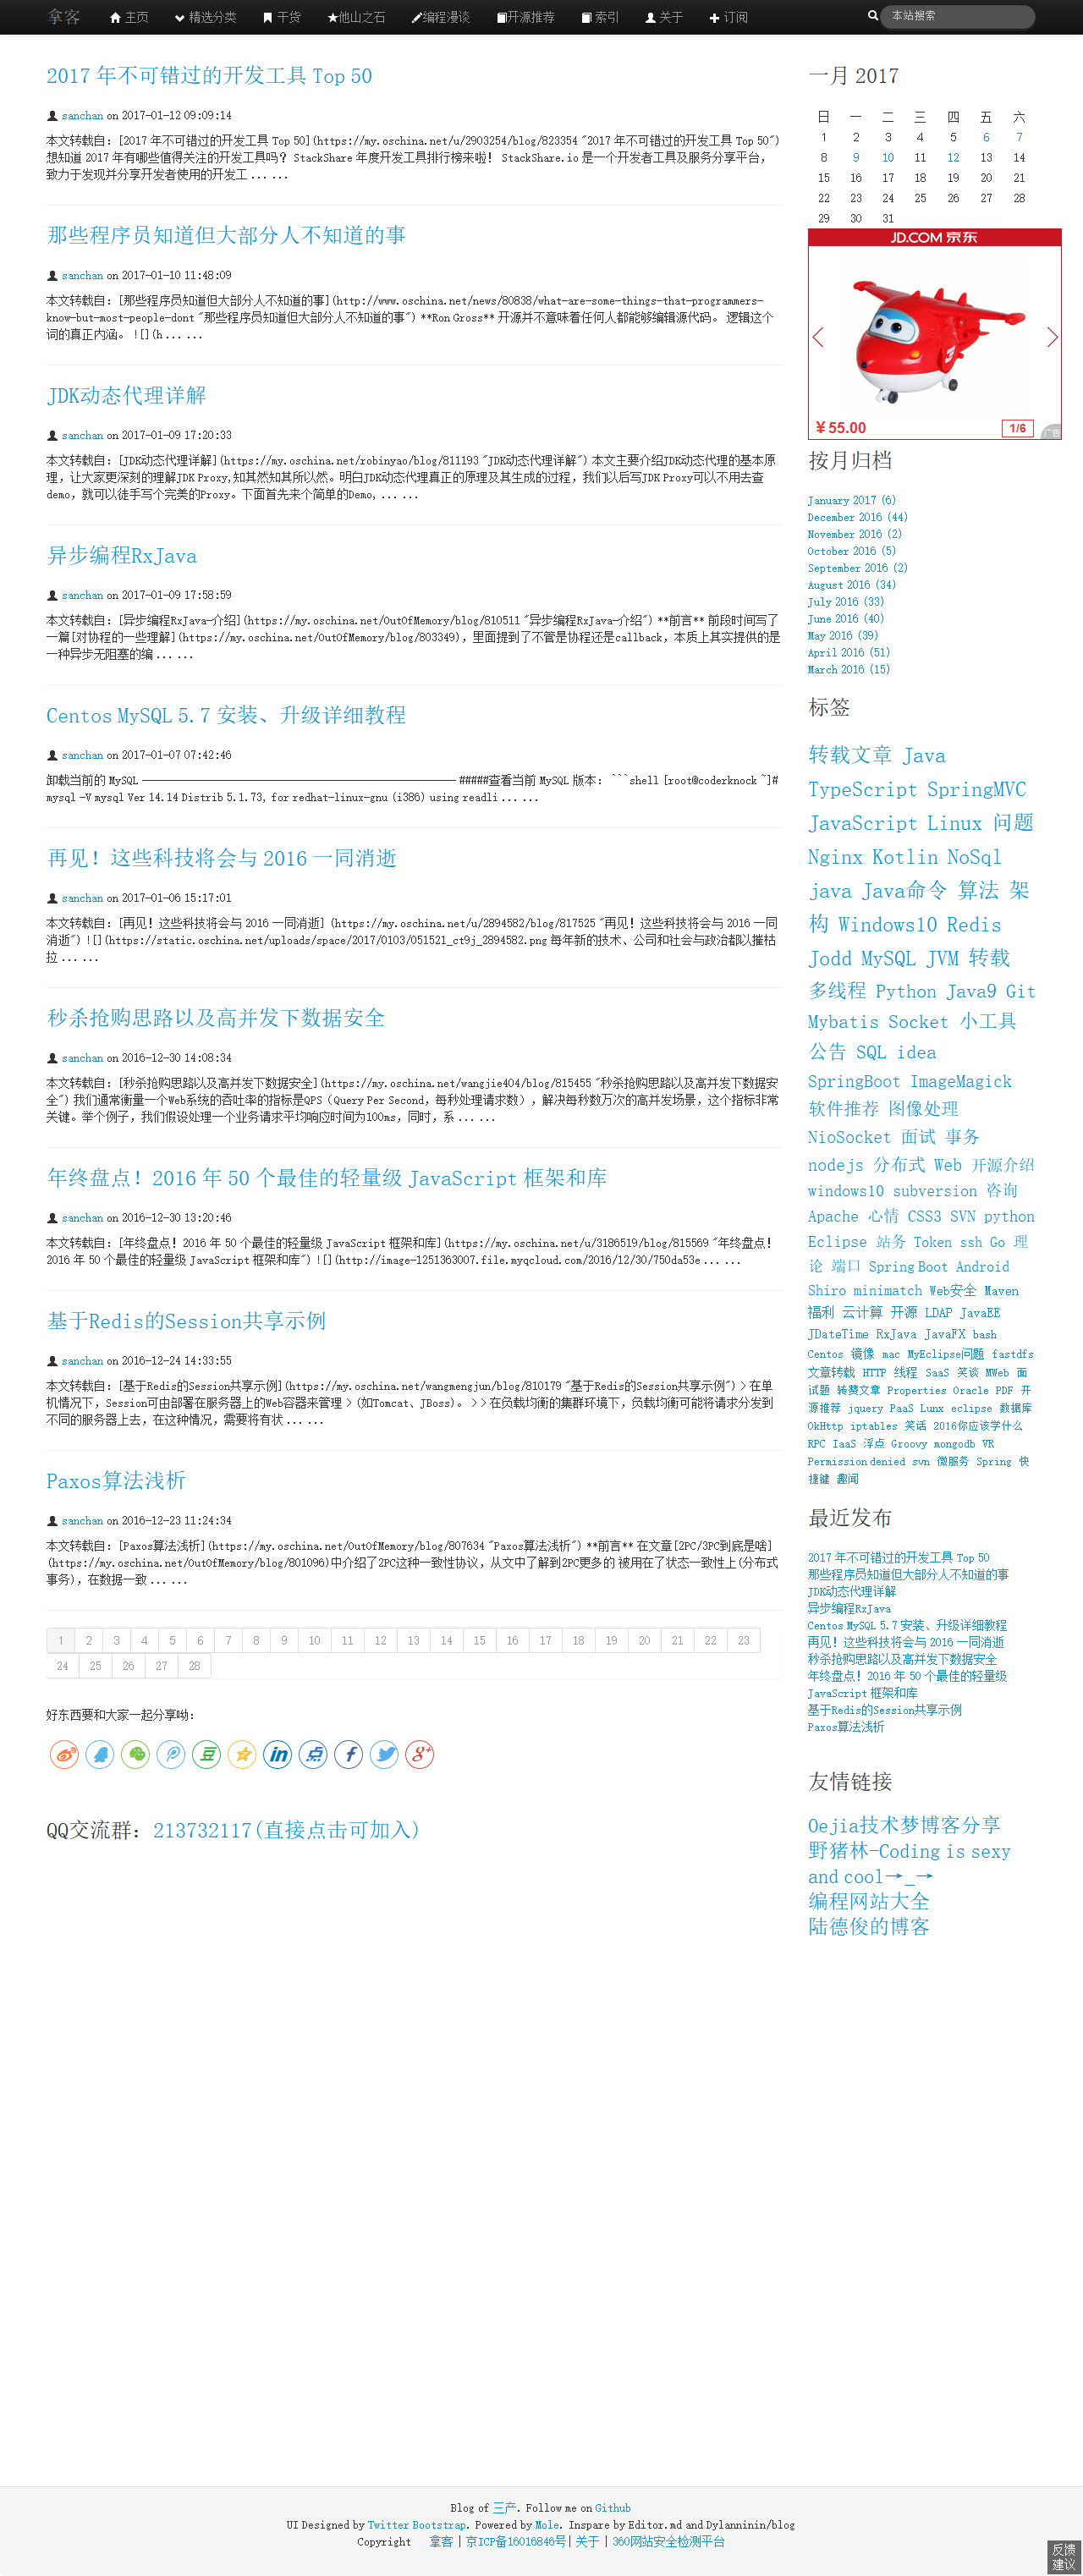 拿客 主页 精选分类 干货 他山之石 编程漫谈 开源推荐 索引 关于 订阅 本站搜索
2017 年不可错过的开发工具 Top 50
sanchan on 2017-01-12 09:09:14
本文转载自：[2017 年不可错过的开发工具 Top 50](https://my.oschina.net/u/2903254/blog/823354 "2017 年不可错过的开发工具 Top 50")
想知道 2017 年有哪些值得关注的开发工具吗？ StackShare 年度开发工具排行榜来啦！ StackShare.io 是一个开发者工具及服务分享平台，
致力于发现并分享开发者使用的开发工 ... ...
那些程序员知道但大部分人不知道的事
sanchan on 2017-01-10 11:48:09
本文转载自：[那些程序员知道但大部分人不知道的事](http://www.oschina.net/news/80838/what-are-some-things-that-programmers-
know-but-most-people-dont "那些程序员知道但大部分人不知道的事") **Ron Gross** 开源并不意味着任何人都能够编辑源代码。 逻辑这个
词的真正内涵。 ![](h ... ...
JDK动态代理详解
sanchan on 2017-01-09 17:20:33
本文转载自：[JDK动态代理详解](https://my.oschina.net/robinyao/blog/811193 "JDK动态代理详解") 本文主要介绍JDK动态代理的基本原
理，让大家更深刻的理解JDK Proxy,知其然知其所以然。明白JDK动态代理真正的原理及其生成的过程，我们以后写JDK Proxy可以不用去查
demo，就可以徒手写个完美的Proxy。下面首先来个简单的Demo, ... ...
异步编程RxJava
sanchan on 2017-01-09 17:58:59
本文转载自：[异步编程RxJava-介绍](https://my.oschina.net/OutOfMemory/blog/810511 "异步编程RxJava-介绍") **前言** 前段时间写了
一篇[对协程的一些理解](https://my.oschina.net/OutOfMemory/blog/803349)，里面提到了不管是协程还是callback，本质上其实提供的是
一种异步无阻塞的编 ... ...
Centos MySQL 5.7 安装、升级详细教程
sanchan on 2017-01-07 07:42:46
卸载当前的 MySQL ———————————————————————— #####查看当前 MySQL 版本： ```shell [root@coderknock ~]#
mysql -V mysql Ver 14.14 Distrib 5.1.73, for redhat-linux-gnu (i386) using readli ... ...
再见！这些科技将会与 2016 一同消逝
sanchan on 2017-01-06 15:17:01
本文转载自：[再见！这些科技将会与 2016 一同消逝] (https://my.oschina.net/u/2894582/blog/817525 "再见！这些科技将会与 2016 一同
消逝") ![](https://static.oschina.net/uploads/space/2017/0103/051521_ct9j_2894582.png 每年新的技术、公司和社会与政治都以摧枯
拉 ... ...
秒杀抢购思路以及高并发下数据安全
sanchan on 2016-12-30 14:08:34
本文转载自：[秒杀抢购思路以及高并发下数据安全](https://my.oschina.net/wangjie404/blog/815455 "秒杀抢购思路以及高并发下数据安
全") 我们通常衡量一个Web系统的吞吐率的指标是QPS（Query Per Second，每秒处理请求数），解决每秒数万次的高并发场景，这个指标非常
关键。举个例子，我们假设处理一个业务请求平均响应时间为100ms，同时，系 ... ...
年终盘点！2016 年 50 个最佳的轻量级 JavaScript 框架和库
sanchan on 2016-12-30 13:20:46
本文转载自：[年终盘点！2016 年 50 个最佳的轻量级 JavaScript 框架和库](https://my.oschina.net/u/3186519/blog/815569 "年终盘点！
2016 年 50 个最佳的轻量级 JavaScript 框架和库") ![](http://image-1251363007.file.myqcloud.com/2016/12/30/750da53e ... ...
基于Redis的Session共享示例
sanchan on 2016-12-24 14:33:55
本文转载自：[基于Redis的Session共享示例](https://my.oschina.net/wangmengjun/blog/810179 "基于Redis的Session共享示例") > 在单
机情况下，Session可由部署在服务器上的Web容器来管理 > (如Tomcat、JBoss)。 > > 在负载均衡的集群环境下，负载均衡可能将请求分发到
不同的服务器上去，在这种情况，需要将有状 ... ...
Paxos算法浅析
sanchan on 2016-12-23 11:24:34
本文转载自：[Paxos算法浅析](https://my.oschina.net/OutOfMemory/blog/807634 "Paxos算法浅析") **前言** 在文章[2PC/3PC到底是啥]
(https://my.oschina.net/OutOfMemory/blog/801096)中介绍了2PC这种一致性协议，从文中了解到2PC更多的 被用在了状态一致性上(分布式
事务)，在数据一致 ... ...
1 2 3 4 5 6 7 8 9 10 11 12 13 14 15 16 17 18 19 20 21 22 23
24 25 26 27 28
好东西要和大家一起分享呦：
QQ交流群：213732117(直接点击可加入)
一月 2017
日 一 二 三 四 五 六
1 2 3 4 5 6 7
8 9 10 11 12 13 14
15 16 17 18 19 20 21
22 23 24 25 26 27 28
29 30 31
JD.COM 京东
¥55.00 1/6 广告
按月归档
January 2017 (6)
December 2016 (44)
November 2016 (2)
October 2016 (5)
September 2016 (2)
August 2016 (34)
July 2016 (33)
June 2016 (40)
May 2016 (39)
April 2016 (51)
March 2016 (15)
标签
转载文章 Java
TypeScript SpringMVC
JavaScript Linux 问题
Nginx Kotlin NoSql
java Java命令 算法 架
构 Windows10 Redis
Jodd MySQL JVM 转载
多线程 Python Java9 Git
Mybatis Socket 小工具
公告 SQL idea
SpringBoot ImageMagick
软件推荐 图像处理
NioSocket 面试 事务
nodejs 分布式 Web 开源介绍
windows10 subversion 咨询
Apache 心情 CSS3 SVN python
Eclipse 站务 Token ssh Go 理
论 端口 Spring Boot Android
Shiro minimatch Web安全 Maven
福利 云计算 开源 LDAP JavaEE
JDateTime RxJava JavaFX bash
Centos 镜像 mac MyEclipse问题 fastdfs
文章转载 HTTP 线程 SaaS 笑谈 MWeb 面
试题 转摘文章 Properties Oracle PDF 开
源推荐 jquery PaaS Lunx eclipse 数据库
OkHttp iptables 笑话 2016你应该学什么
RPC IaaS 浮点 Groovy mongodb VR
Permission denied svn 微服务 Spring 快
捷键 趣闻
最近发布
2017 年不可错过的开发工具 Top 50
那些程序员知道但大部分人不知道的事
JDK动态代理详解
异步编程RxJava
Centos MySQL 5.7 安装、升级详细教程
再见！这些科技将会与 2016 一同消逝
秒杀抢购思路以及高并发下数据安全
年终盘点！2016 年 50 个最佳的轻量级
JavaScript 框架和库
基于Redis的Session共享示例
Paxos算法浅析
友情链接
Oejia技术梦博客分享
野猪林-Coding is sexy
and cool→_→
编程网站大全
陆德俊的博客
Blog of 三产. Follow me on Github
UI Designed by Twitter Bootstrap. Powered by Mole. Inspare by Editor.md and Dylanninin/blog
Copyright 拿客 | 京ICP备16016846号 | 关于 | 360网站安全检测平台
反馈
建议